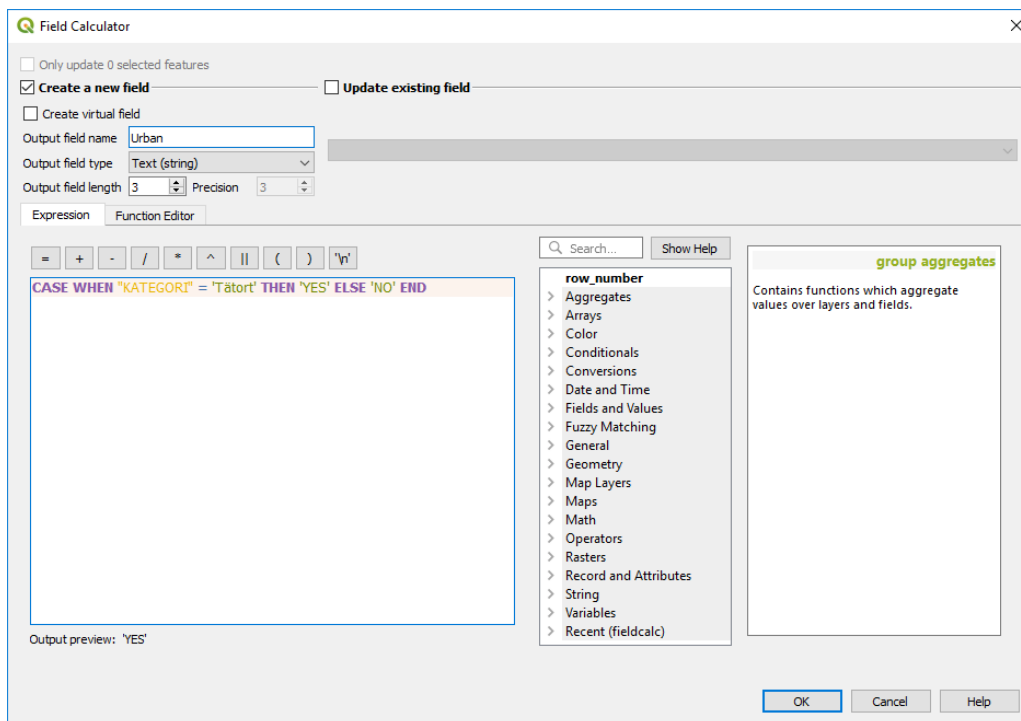 Field Calculator
Only update 0 selected features
Create a new field
Update existing field
Create virtual field
Output field name Urban
Output field type Text (string)
Output field length 3 Precision 3
Expression Function Editor
= + - / * ^ || ( ) '\n'
Search... Show Help
CASE WHEN "KATEGORI" = 'Tätort' THEN 'YES' ELSE 'NO' END
Output preview: 'YES'
row_number
Aggregates
Arrays
Color
Conditionals
Conversions
Date and Time
Fields and Values
Fuzzy Matching
General
Geometry
Map Layers
Maps
Math
Operators
Rasters
Record and Attributes
String
Variables
Recent (fieldcalc)
group aggregates
Contains functions which aggregate
values over layers and fields.
OK Cancel Help